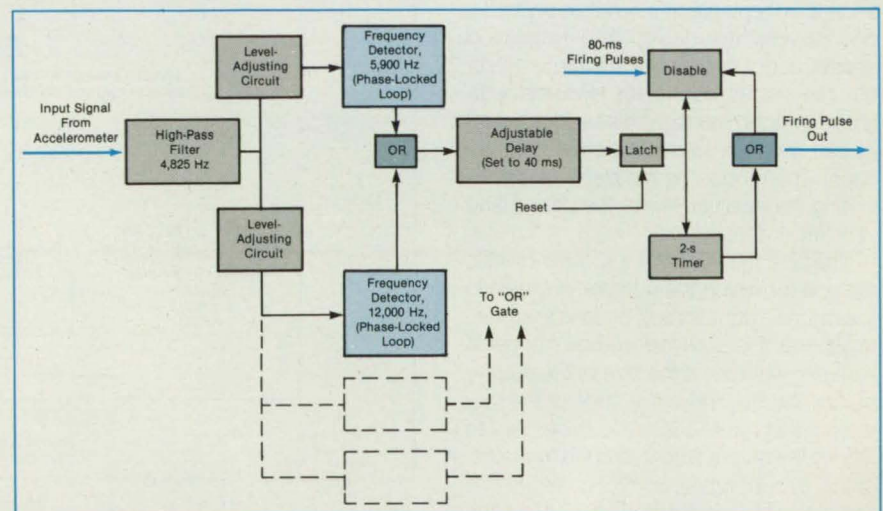 Input Signal
From
Accelerometer
High-Pass
Filter
4,825 Hz
Level-
Adjusting
Circuit
Frequency
Detector,
5,900 Hz
(Phase-Locked
Loop)
OR
Level-
Adjusting
Circuit
Frequency
Detector,
12,000 Hz,
(Phase-Locked
Loop)
Adjustable
Delay
(Set to 40 ms)
Latch
Reset
80-ms
Firing Pulses
Disable
OR
Firing Pulse
Out
2-s
Timer
To "OR"
Gate